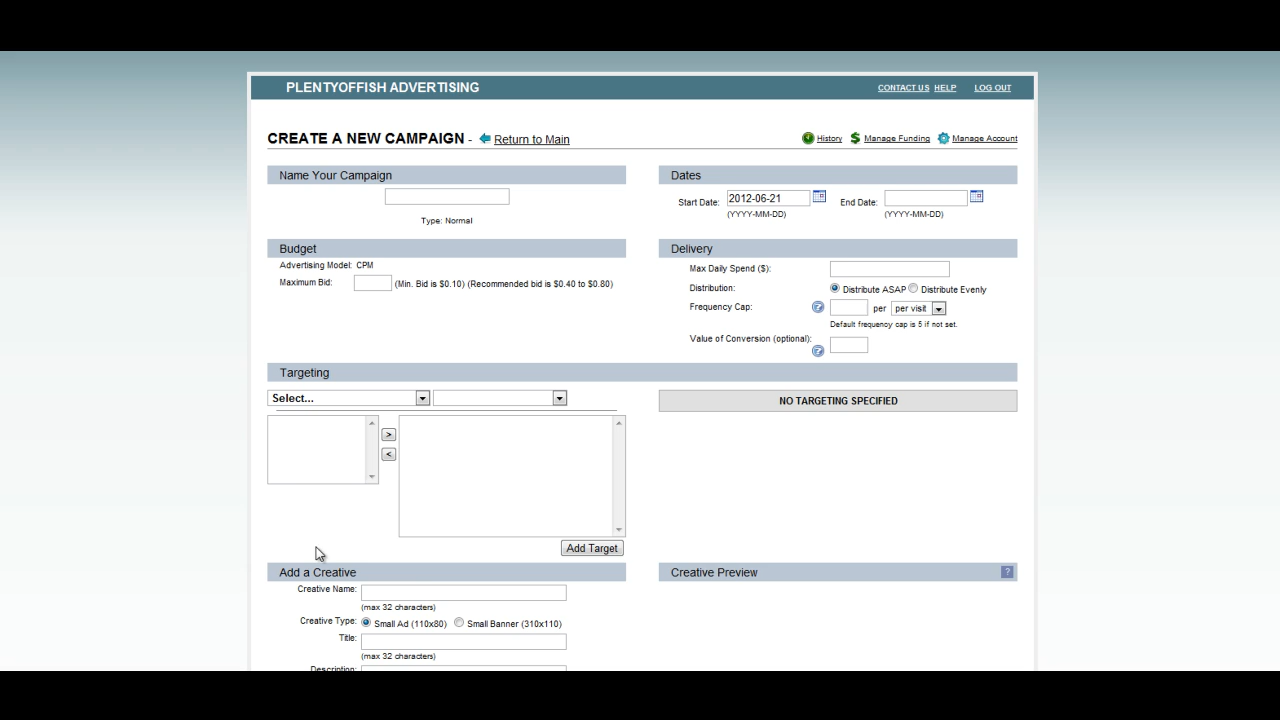 PLENTYOFFISH ADVERTISING
CONTACT US HELP LOG OUT
CREATE A NEW CAMPAIGN - Return to Main
History Manage Funding Manage Account
Name Your Campaign
Type: Normal
Dates
Start Date: 2012-06-21 End Date:
(YYYY-MM-DD) (YYYY-MM-DD)
Budget
Advertising Model: CPM
Maximum Bid: (Min. Bid is $0.10) (Recommended bid is $0.40 to $0.80)
Delivery
Max Daily Spend ($):
Distribution: Distribute ASAP Distribute Evenly
Frequency Cap: ? per per visit
Default frequency cap is 5 if not set.
Value of Conversion (optional): ?
Targeting
Select...
>
<
Add Target
NO TARGETING SPECIFIED
Add a Creative
Creative Name:
(max 32 characters)
Creative Type: Small Ad (110x80) Small Banner (310x110)
Title:
(max 32 characters)
Description:
Creative Preview ?